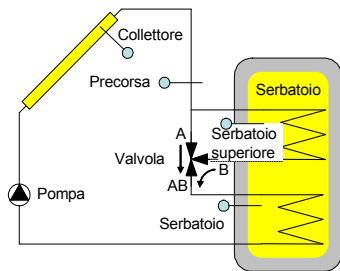 Collettore
Precorsa
Serbatoio
A
Serbatoio
superiore
Valvola
B
AB
Pompa
Serbatoio